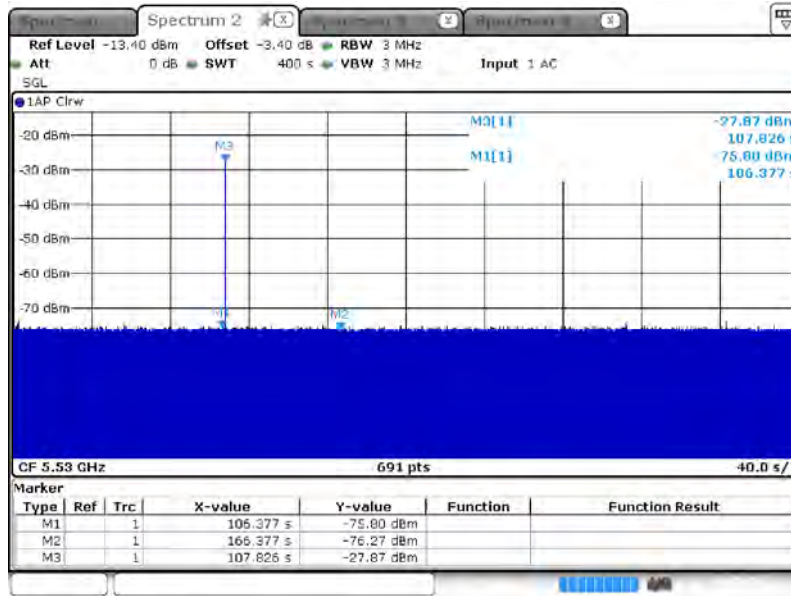 Spectrum 2
Ref Level -13.40 dBm Offset -3.40 dB RBW 3 MHz
Att 0 dB SWT 400 s VBW 3 MHz Input 1 AC
SGL
1AP Clrw
M3[1] -27.87 dBm
107.826 s
M1[1] -75.80 dBm
106.377 s
-20 dBm
M3
-30 dBm
-40 dBm
-50 dBm
-60 dBm
-70 dBm
M1 M2
CF 5.53 GHz 691 pts 40.0 s/
Marker
Type Ref Trc X-value Y-value Function Function Result
M1 1 106.377 s -75.80 dBm
M2 1 166.377 s -76.27 dBm
M3 1 107.826 s -27.87 dBm